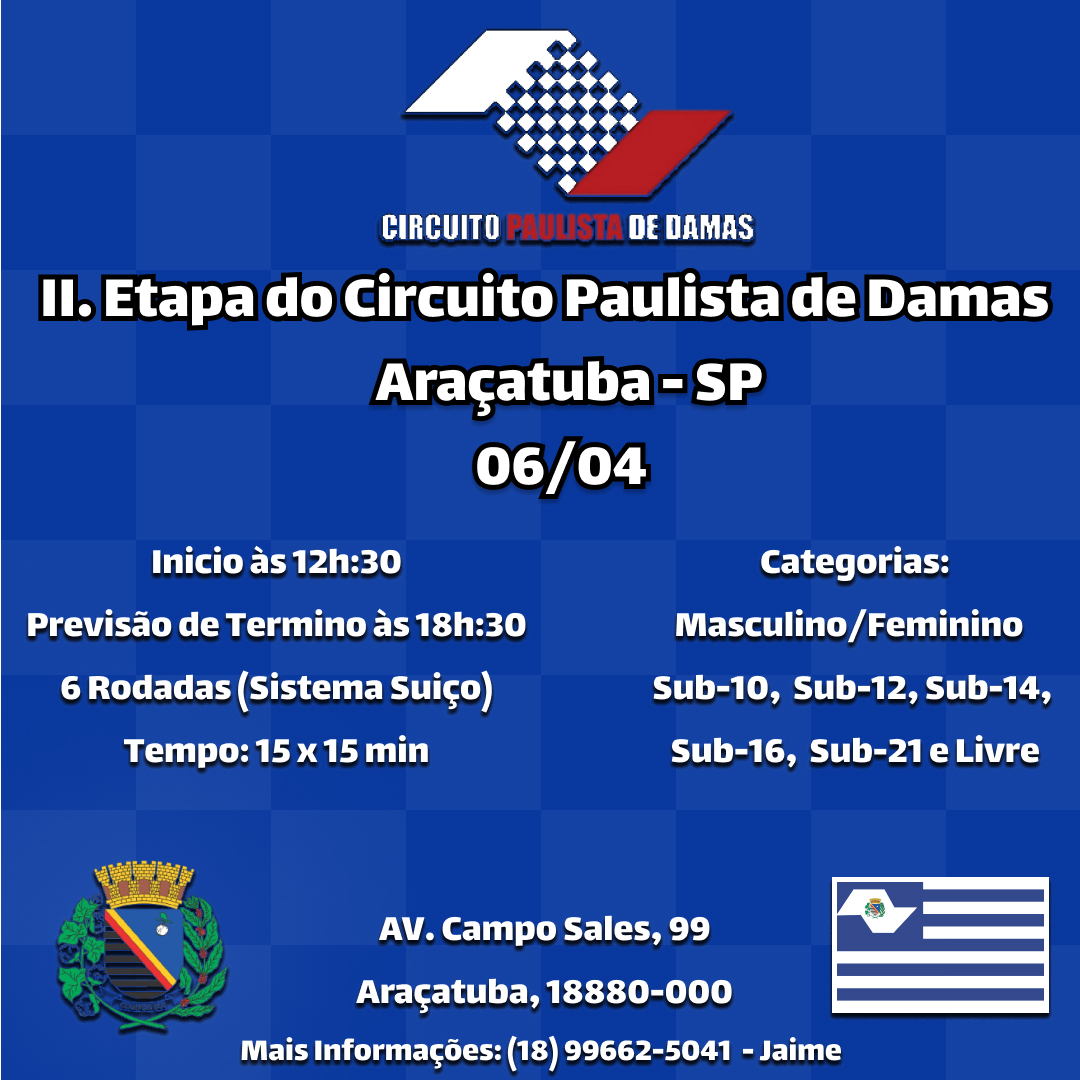 CIRCUITO PAULISTA DE DAMAS
II. Etapa do Circuito Paulista de Damas
Araçatuba - SP
06/04
Inicio às 12h:30
Previsão de Termino às 18h:30
6 Rodadas (Sistema Suiço)
Tempo: 15 x 15 min
Categorias:
Masculino/Feminino
Sub-10, Sub-12, Sub-14,
Sub-16, Sub-21 e Livre
AV. Campo Sales, 99
Araçatuba, 18880-000
Mais Informações: (18) 99662-5041 - Jaime